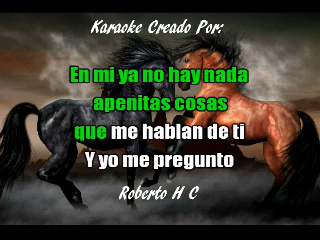 Karaoke Creado Por:
En mi ya no hay nada
apenitas cosas
que me hablan de ti
Y yo me pregunto
Roberto H C